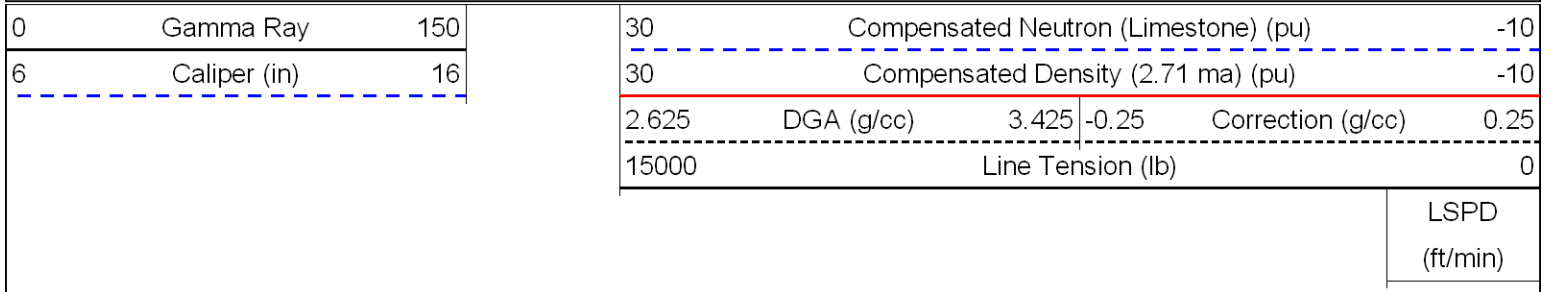 0 Gamma Ray 150 30 Compensated Neutron (Limestone) (pu) -10
6 Caliper (in) 16 30 Compensated Density (2.71 ma) (pu) -10
2.625 DGA (g/cc) 3.425 -0.25 Correction (g/cc) 0.25
15000 Line Tension (lb) 0
LSPD
(ft/min)